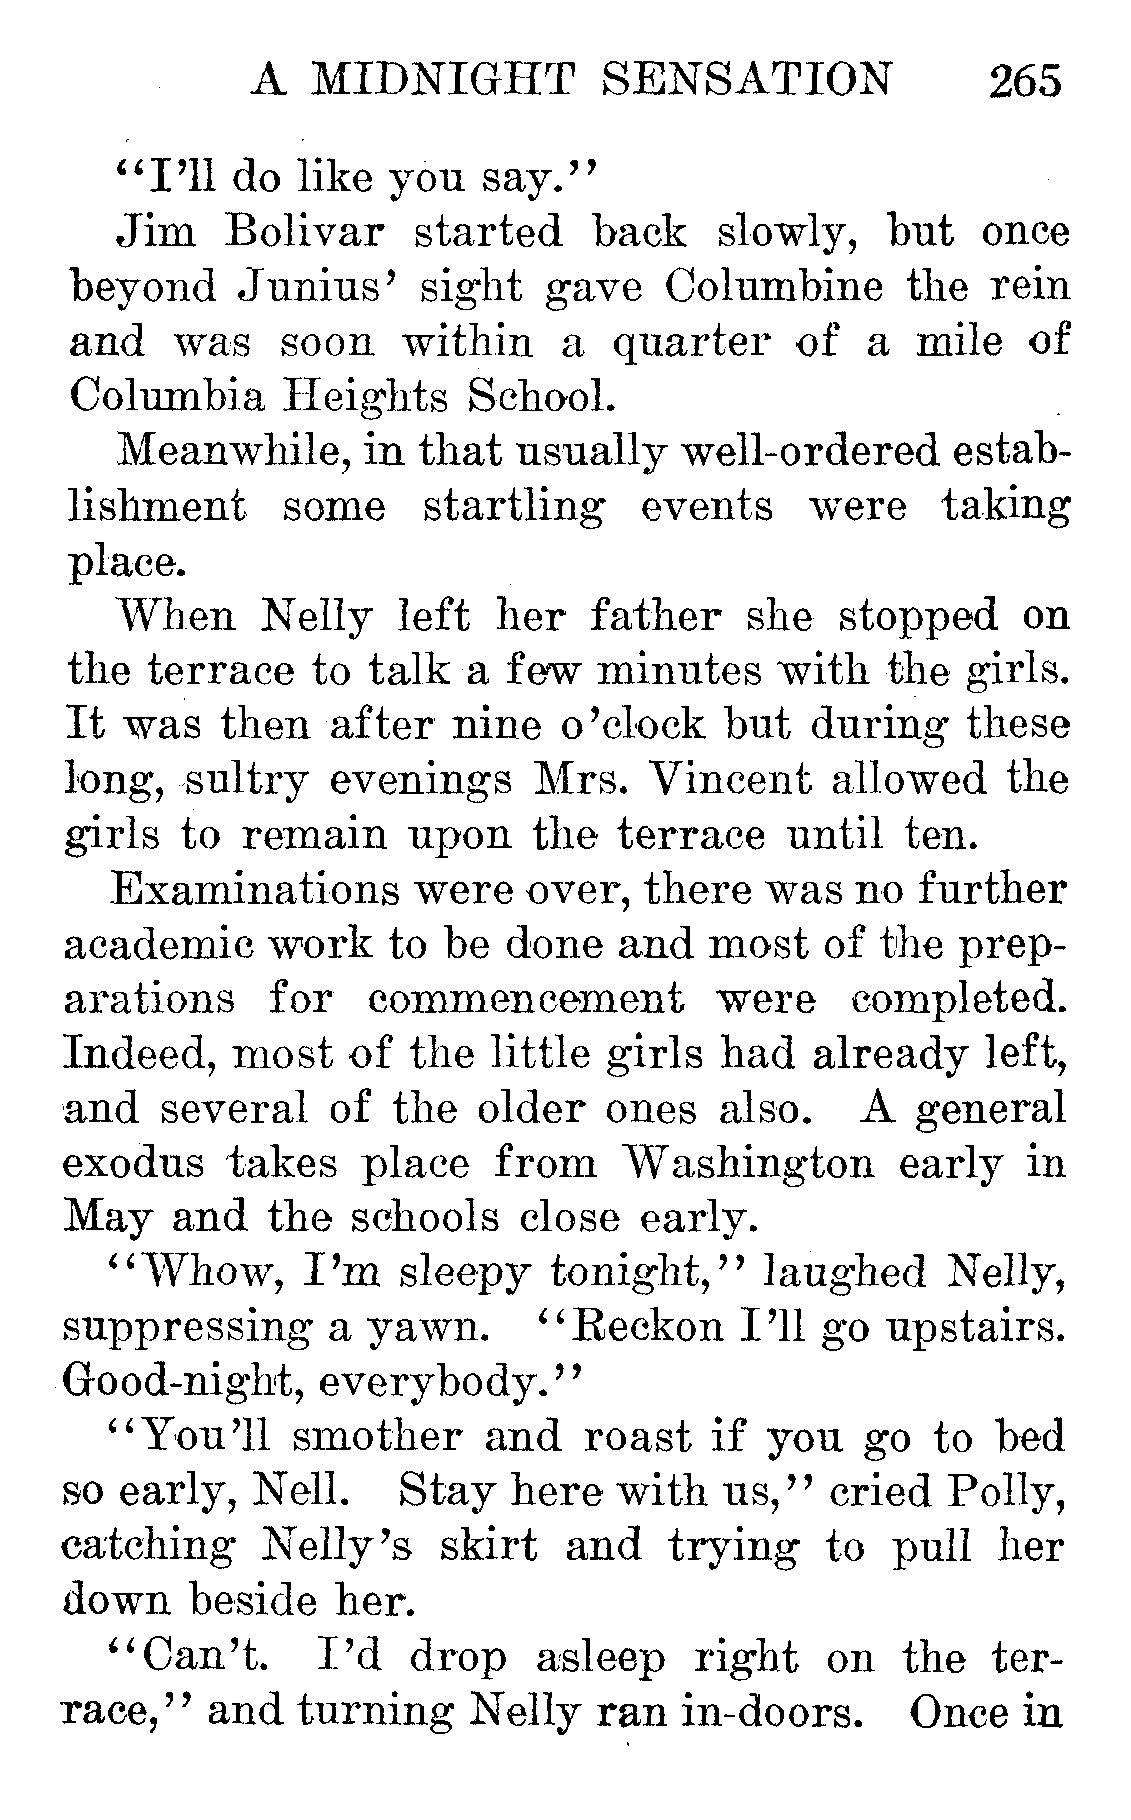 A MIDNIGHT SENSATION 265
"I'll do like you say."
Jim Bolivar started back slowly, but once
beyond Junius' sight gave Columbine the rein
and was soon within a quarter of a mile of
Columbia Heights School.
Meanwhile, in that usually well-ordered estab-
lishment some startling events were taking
place.
When Nelly left her father she stopped on
the terrace to talk a few minutes with the girls.
It was then after nine o'clock but during these
long, sultry evenings Mrs. Vincent allowed the
girls to remain upon the terrace until ten.
Examinations were over, there was no further
academic work to be done and most of the prep-
arations for commencement were completed.
Indeed, most of the little girls had already left,
and several of the older ones also. A general
exodus takes place from Washington early in
May and the schools close early.
"Whow, I'm sleepy tonight," laughed Nelly,
suppressing a yawn. "Reckon I'll go upstairs.
Good-night, everybody."
"You'll smother and roast if you go to bed
so early, Nell. Stay here with us," cried Polly,
catching Nelly's skirt and trying to pull her
down beside her.
"Can't. I'd drop asleep right on the ter-
race," and turning Nelly ran in-doors. Once in